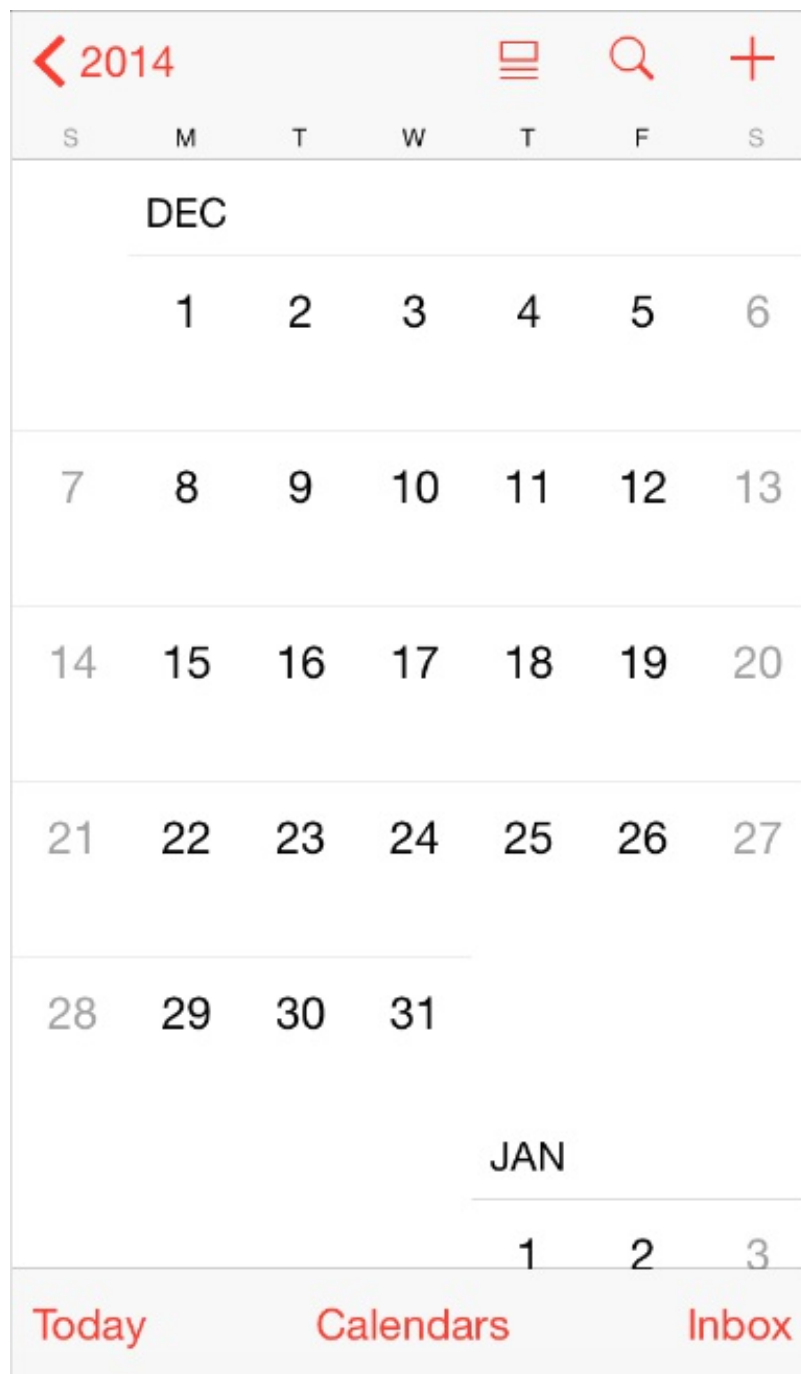 2014
S M T W T F S
DEC
1 2 3 4 5 6
7 8 9 10 11 12 13
14 15 16 17 18 19 20
21 22 23 24 25 26 27
28 29 30 31
JAN
1 2 3
Today Calendars Inbox